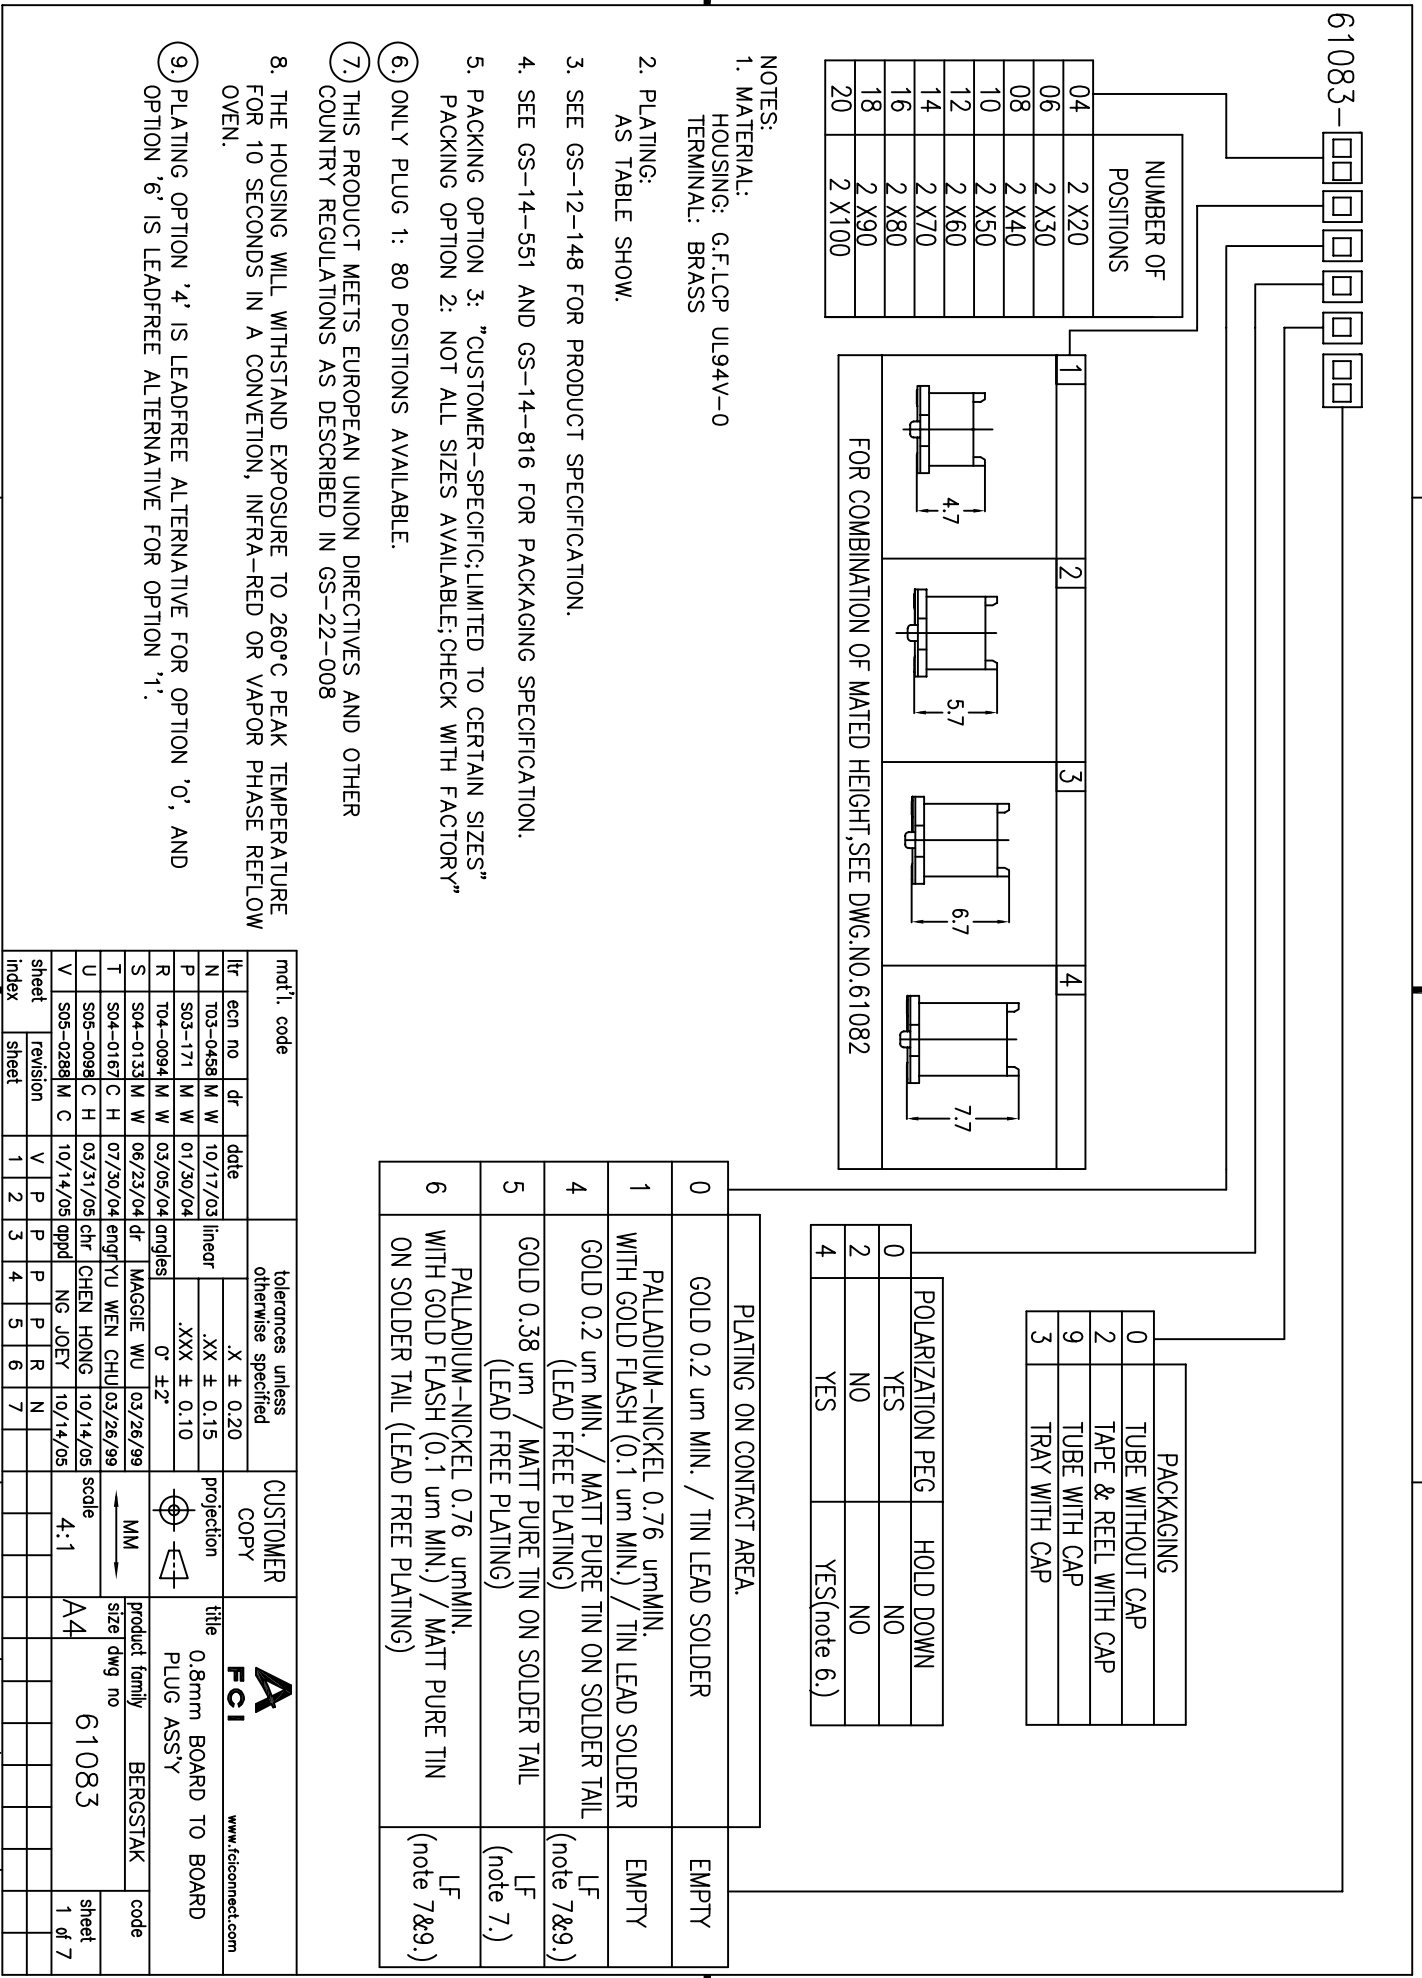 61083-
NUMBER OF
POSITIONS
04 2 X20
06 2 X30
08 2 X40
10 2 X50
12 2 X60
14 2 X70
16 2 X80
18 2 X90
20 2 X100
1 2 3 4
4.7 5.7 6.7 7.7
FOR COMBINATION OF MATED HEIGHT,SEE DWG.NO.61082
PACKAGING
0 TUBE WITHOUT CAP
2 TAPE & REEL WITH CAP
9 TUBE WITH CAP
3 TRAY WITH CAP
POLARIZATION PEG HOLD DOWN
0 YES NO
2 NO NO
4 YES YES(note 6.)
PLATING ON CONTACT AREA.
0 GOLD 0.2 um MIN. / TIN LEAD SOLDER EMPTY
1 PALLADIUM-NICKEL 0.76 umMIN.
WITH GOLD FLASH (0.1 um MIN.) / TIN LEAD SOLDER EMPTY
4 GOLD 0.2 um MIN. / MATT PURE TIN ON SOLDER TAIL
(LEAD FREE PLATING) LF
(note 7&9.)
5 GOLD 0.38 um / MATT PURE TIN ON SOLDER TAIL
(LEAD FREE PLATING) LF
(note 7.)
6 PALLADIUM-NICKEL 0.76 umMIN.
WITH GOLD FLASH (0.1 um MIN.) / MATT PURE TIN
ON SOLDER TAIL (LEAD FREE PLATING) LF
(note 7&9.)
NOTES:
1. MATERIAL:
HOUSING: G.F.LCP UL94V-0
TERMINAL: BRASS
2. PLATING:
AS TABLE SHOW.
3. SEE GS-12-148 FOR PRODUCT SPECIFICATION.
4. SEE GS-14-551 AND GS-14-816 FOR PACKAGING SPECIFICATION.
5. PACKING OPTION 3: "CUSTOMER-SPECIFIC;LIMITED TO CERTAIN SIZES"
PACKING OPTION 2: NOT ALL SIZES AVAILABLE;CHECK WITH FACTORY"
6. ONLY PLUG 1: 80 POSITIONS AVAILABLE.
7. THIS PRODUCT MEETS EUROPEAN UNION DIRECTIVES AND OTHER
COUNTRY REGULATIONS AS DESCRIBED IN GS-22-008
8. THE HOUSING WILL WITHSTAND EXPOSURE TO 260°C PEAK TEMPERATURE
FOR 10 SECONDS IN A CONVETION, INFRA-RED OR VAPOR PHASE REFLOW
OVEN.
9. PLATING OPTION '4' IS LEADFREE ALTERNATIVE FOR OPTION '0', AND
OPTION '6' IS LEADFREE ALTERNATIVE FOR OPTION '1'.
mat'l. code
ltr ecn no dr date
N T03-0458 M W 10/17/03
P S03-171 M W 01/30/04
R T04-0094 M W 03/05/04
S S04-0133 M W 06/23/04
T S04-0167 C H 07/30/04
U S05-0098 C H 03/31/05
V S05-0288 M C 10/14/05
tolerances unless
otherwise specified
linear .X ± 0.20
.XX ± 0.15
.XXX ± 0.10
angles 0° ±2°
dr MAGGIE WU 03/26/99
engr YU WEN CHU 03/26/99
chr CHEN HONG 10/14/05
appd NG JOEY 10/14/05
CUSTOMER
COPY
projection
MM
scale
4:1
FCI
www.fciconnect.com
title
0.8mm BOARD TO BOARD
PLUG ASS'Y
product family BERGSTAK code
size dwg no
A4 61083
sheet
1 of 7
sheet index
revision V P P P P R N
sheet 1 2 3 4 5 6 7